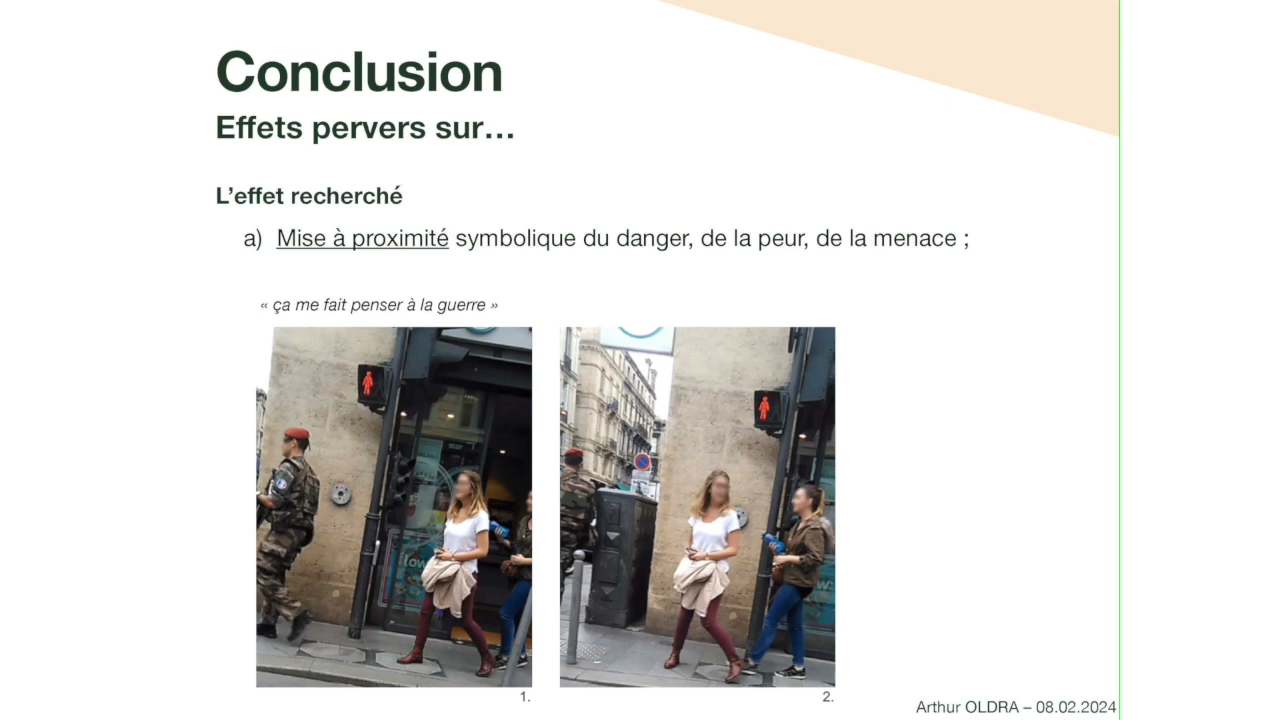 Conclusion
Effets pervers sur…
L’effet recherché
a) Mise à proximité symbolique du danger, de la peur, de la menace ;
« ça me fait penser à la guerre »
1.
2.
Arthur OLDRA – 08.02.2024